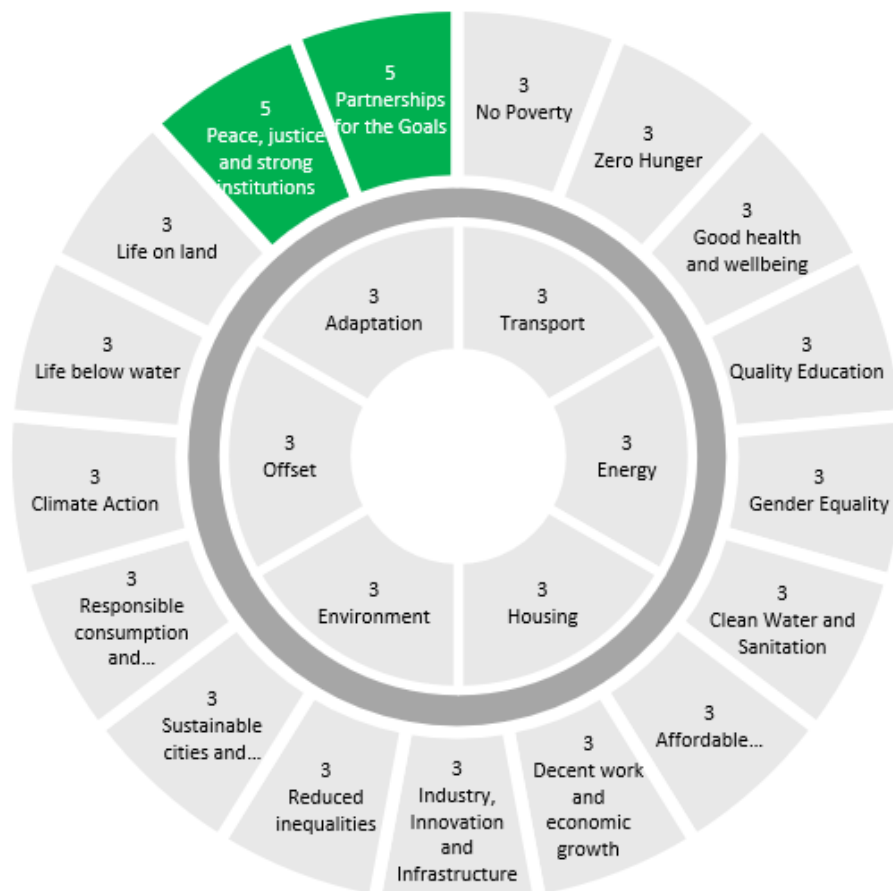 3
No Poverty
3
Zero Hunger
3
Good health
and wellbeing
3
Quality Education
3
Gender Equality
3
Clean Water and
Sanitation
3
Affordable...
3
Decent work
and
economic
growth
3
Industry,
Innovation
and
Infrastructure
3
Reduced
inequalities
3
Sustainable
cities and...
3
Responsible
consumption
and...
3
Climate Action
3
Life below water
3
Life on land
5
Peace, justice
and strong
institutions
5
Partnerships
for the Goals
3
Transport
3
Energy
3
Housing
3
Environment
3
Offset
3
Adaptation